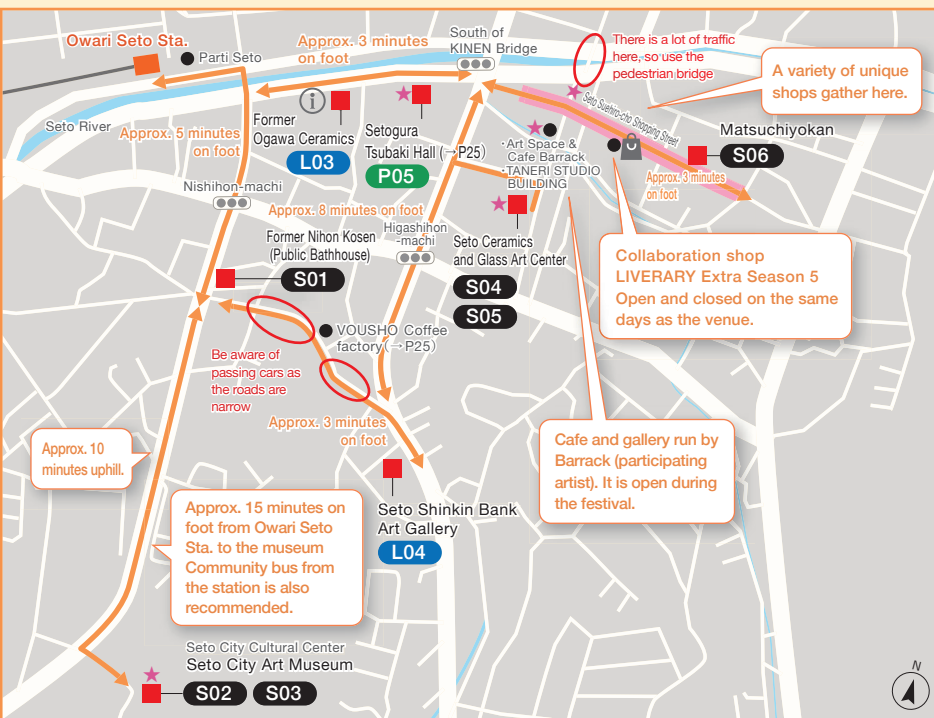 Owari Seto Sta.
Parti Seto
Approx. 3 minutes
on foot
South of
KINEN Bridge
There is a lot of traffic
here, so use the
pedestrian bridge
A variety of unique
shops gather here.
Seto River
Approx. 5 minutes
on foot
i
Former
Ogawa Ceramics
L03
Setogura
Tsubaki Hall (→P25)
P05
Seto Suehiro-cho Shopping Street
・Art Space &
Cafe Barrack
・TANERI STUDIO
BUILDING
Matsuchiyokan
S06
Approx. 3 minutes
on foot
Nishihon-machi
Approx. 8 minutes on foot
Higashihon
-machi
Former Nihon Kosen
(Public Bathhouse)
S01
Seto Ceramics
and Glass Art Center
S04
S05
Collaboration shop
LIVERARY Extra Season 5
Open and closed on the same
days as the venue.
VOUSHO Coffee
factory(→P25)
Be aware of
passing cars as
the roads are
narrow
Approx. 3 minutes
on foot
Approx. 10
minutes uphill.
Cafe and gallery run by
Barrack (participating
artist). It is open during
the festival.
Approx. 15 minutes on
foot from Owari Seto
Sta. to the museum
Community bus from
the station is also
recommended.
Seto Shinkin Bank
Art Gallery
L04
Seto City Cultural Center
Seto City Art Museum
S02 S03
N